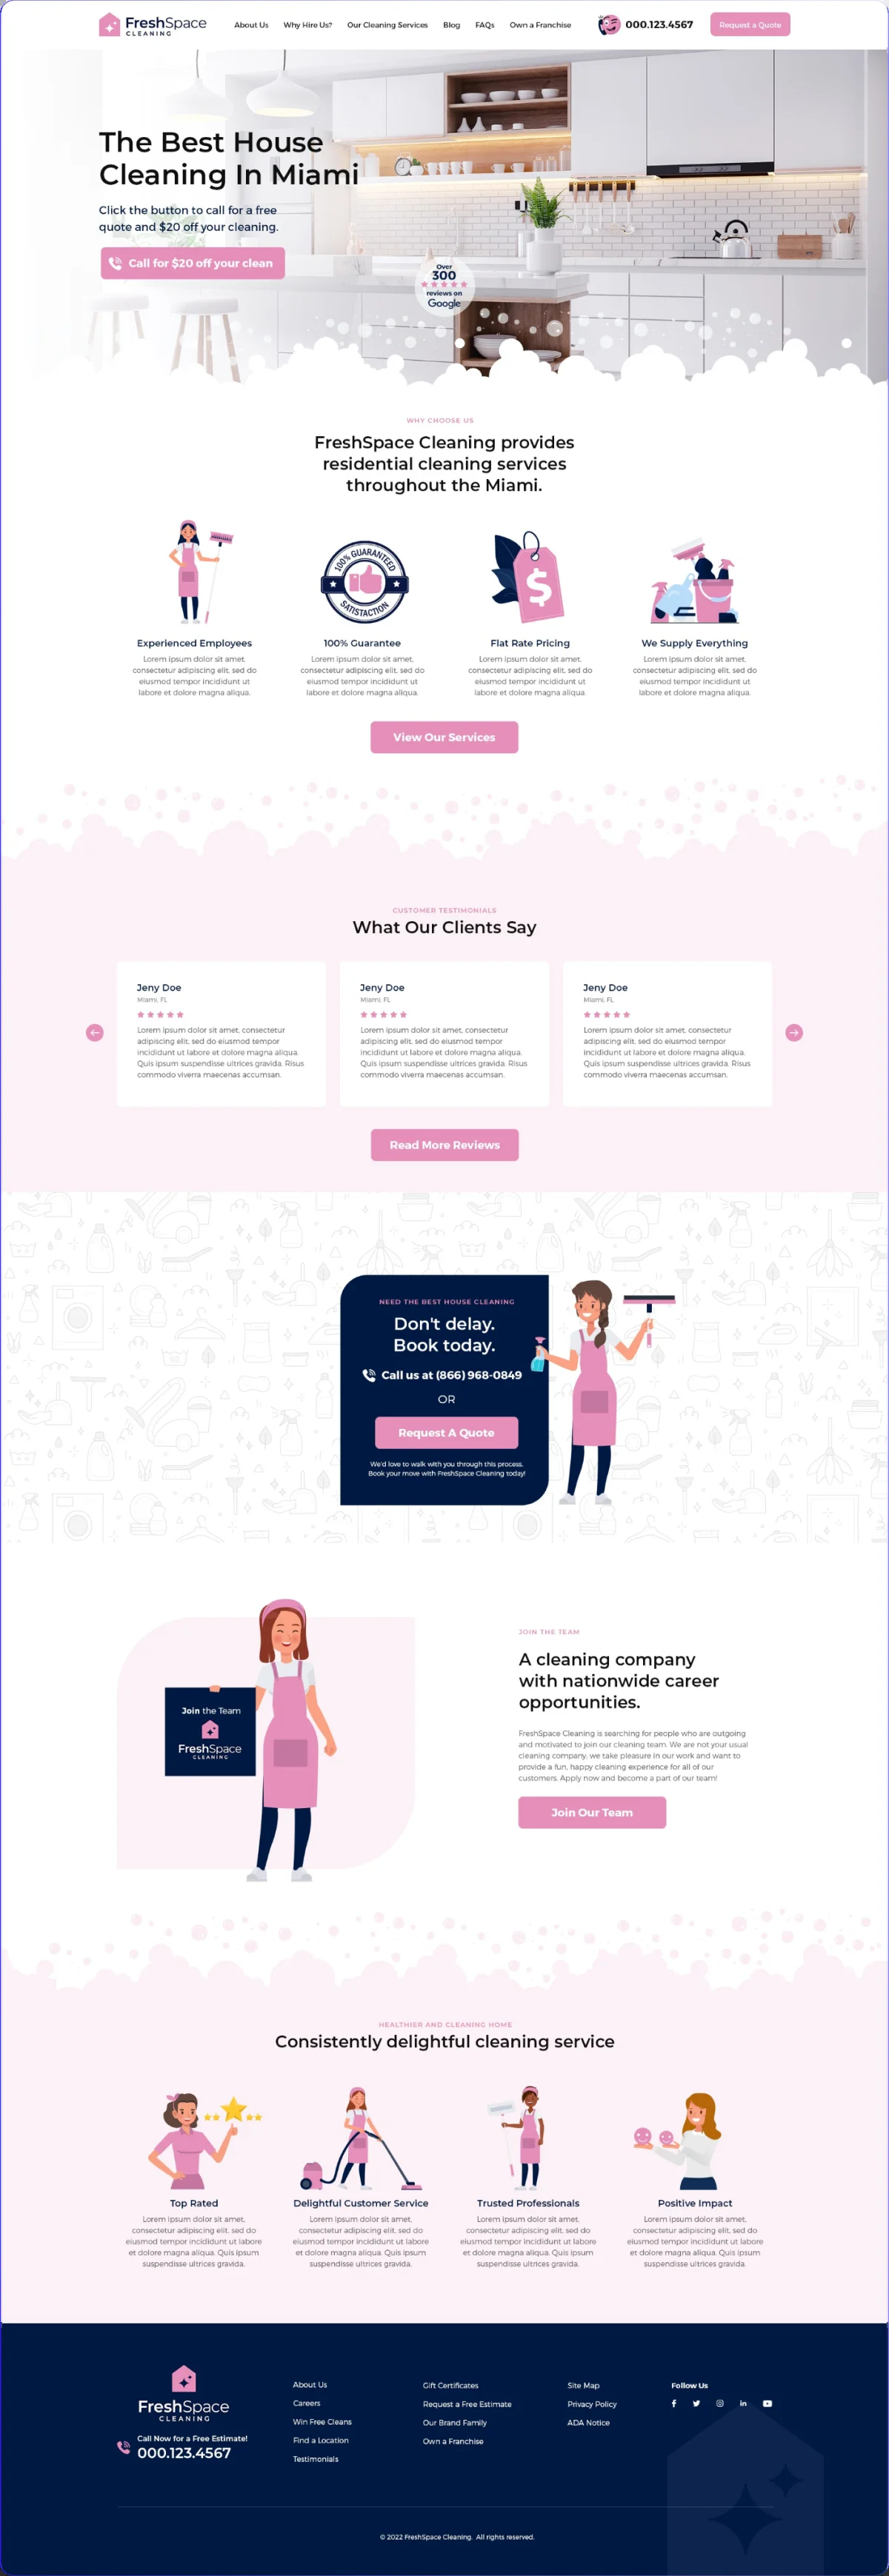 FreshSpace
CLEANING
About Us
Why Hire Us?
Our Cleaning Services
Blog
FAQs
Own a Franchise
000.123.4567
Request a Quote
The Best House
Cleaning In Miami
Click the button to call for a free
quote and $20 off your cleaning.
Call for $20 off your clean
Over
300
reviews on
Google
WHY CHOOSE US
FreshSpace Cleaning provides
residential cleaning services
throughout the Miami.
100% GUARANTEED
SATISFACTION
$
Experienced Employees
Lorem ipsum dolor sit amet,
consectetur adipiscing elit, sed do
eiusmod tempor incididunt ut
labore et dolore magna aliqua.
100% Guarantee
Lorem ipsum dolor sit amet,
consectetur adipiscing elit, sed do
eiusmod tempor incididunt ut
labore et dolore magna aliqua.
Flat Rate Pricing
Lorem ipsum dolor sit amet,
consectetur adipiscing elit, sed do
eiusmod tempor incididunt ut
labore et dolore magna aliqua.
We Supply Everything
Lorem ipsum dolor sit amet,
consectetur adipiscing elit, sed do
eiusmod tempor incididunt ut
labore et dolore magna aliqua.
View Our Services
CUSTOMER TESTIMONIALS
What Our Clients Say
Jeny Doe
Miami, FL
Lorem ipsum dolor sit amet, consectetur
adipiscing elit, sed do eiusmod tempor
incididunt ut labore et dolore magna aliqua.
Quis ipsum suspendisse ultrices gravida. Risus
commodo viverra maecenas accumsan.
Jeny Doe
Miami, FL
Lorem ipsum dolor sit amet, consectetur
adipiscing elit, sed do eiusmod tempor
incididunt ut labore et dolore magna aliqua.
Quis ipsum suspendisse ultrices gravida. Risus
commodo viverra maecenas accumsan.
Jeny Doe
Miami, FL
Lorem ipsum dolor sit amet, consectetur
adipiscing elit, sed do eiusmod tempor
incididunt ut labore et dolore magna aliqua.
Quis ipsum suspendisse ultrices gravida. Risus
commodo viverra maecenas accumsan.
Read More Reviews
NEED THE BEST HOUSE CLEANING
Don't delay.
Book today.
Call us at (866) 968-0849
OR
Request A Quote
We'd love to walk with you through this process.
Book your move with FreshSpace Cleaning today!
Join the Team
FreshSpace
CLEANING
JOIN THE TEAM
A cleaning company
with nationwide career
opportunities.
FreshSpace Cleaning is searching for people who are outgoing
and motivated to join our cleaning team. We are not your usual
cleaning company, we take pleasure in our work and want to
provide a fun, happy cleaning experience for all of our
customers. Apply now and become a part of our team!
Join Our Team
HEALTHIER AND CLEANING HOME
Consistently delightful cleaning service
Top Rated
Lorem ipsum dolor sit amet,
consectetur adipiscing elit, sed do
eiusmod tempor incididunt ut labore
et dolore magna aliqua. Quis ipsum
suspendisse ultrices gravida.
Delightful Customer Service
Lorem ipsum dolor sit amet,
consectetur adipiscing elit, sed do
eiusmod tempor incididunt ut labore
et dolore magna aliqua. Quis ipsum
suspendisse ultrices gravida.
Trusted Professionals
Lorem ipsum dolor sit amet,
consectetur adipiscing elit, sed do
eiusmod tempor incididunt ut labore
et dolore magna aliqua. Quis ipsum
suspendisse ultrices gravida.
Positive Impact
Lorem ipsum dolor sit amet,
consectetur adipiscing elit, sed do
eiusmod tempor incididunt ut labore
et dolore magna aliqua. Quis ipsum
suspendisse ultrices gravida.
FreshSpace
CLEANING
Call Now for a Free Estimate!
000.123.4567
About Us
Careers
Win Free Cleans
Find a Location
Testimonials
Gift Certificates
Request a Free Estimate
Our Brand Family
Own a Franchise
Site Map
Privacy Policy
ADA Notice
Follow Us
© 2022 FreshSpace Cleaning. All rights reserved.